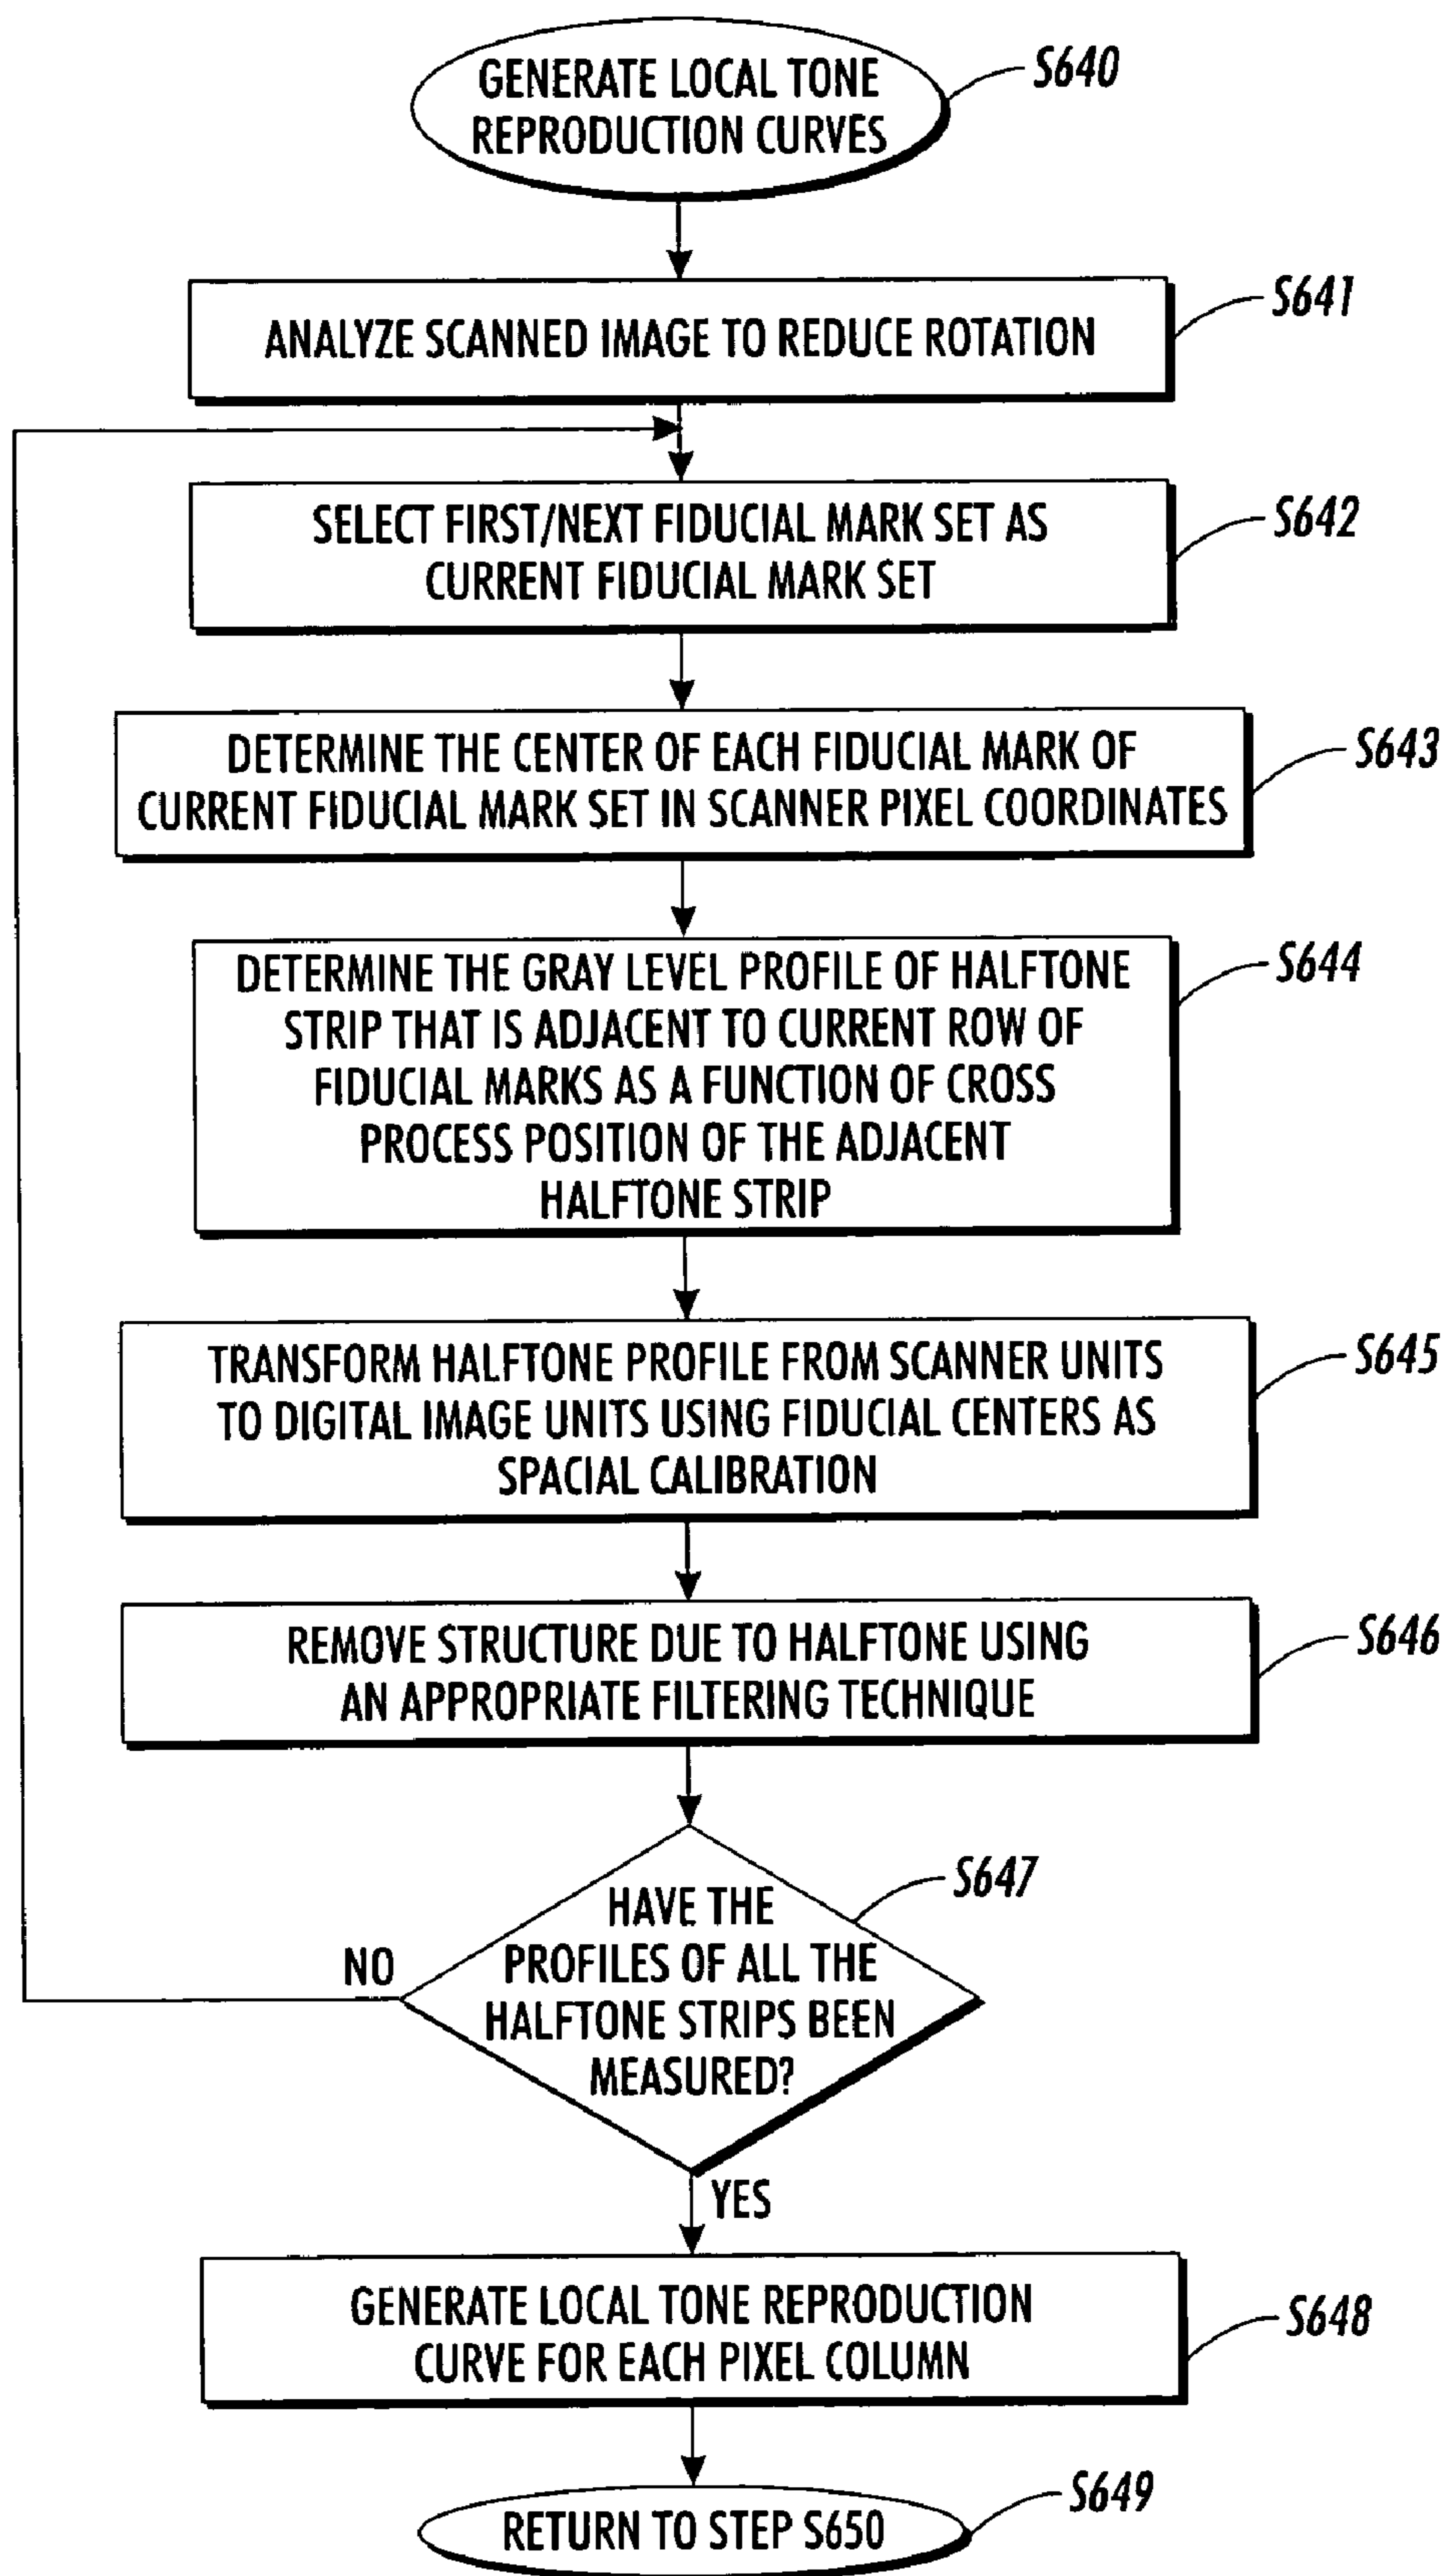 GENERATE LOCAL TONE
REPRODUCTION CURVES
S640
ANALYZE SCANNED IMAGE TO REDUCE ROTATION
S641
SELECT FIRST/NEXT FIDUCIAL MARK SET AS
CURRENT FIDUCIAL MARK SET
S642
DETERMINE THE CENTER OF EACH FIDUCIAL MARK OF
CURRENT FIDUCIAL MARK SET IN SCANNER PIXEL COORDINATES
S643
DETERMINE THE GRAY LEVEL PROFILE OF HALFTONE
STRIP THAT IS ADJACENT TO CURRENT ROW OF
FIDUCIAL MARKS AS A FUNCTION OF CROSS
PROCESS POSITION OF THE ADJACENT
HALFTONE STRIP
S644
TRANSFORM HALFTONE PROFILE FROM SCANNER UNITS
TO DIGITAL IMAGE UNITS USING FIDUCIAL CENTERS AS
SPACIAL CALIBRATION
S645
REMOVE STRUCTURE DUE TO HALFTONE USING
AN APPROPRIATE FILTERING TECHNIQUE
S646
HAVE THE
PROFILES OF ALL THE
HALFTONE STRIPS BEEN
MEASURED?
S647
NO
YES
GENERATE LOCAL TONE REPRODUCTION
CURVE FOR EACH PIXEL COLUMN
S648
RETURN TO STEP S650
S649